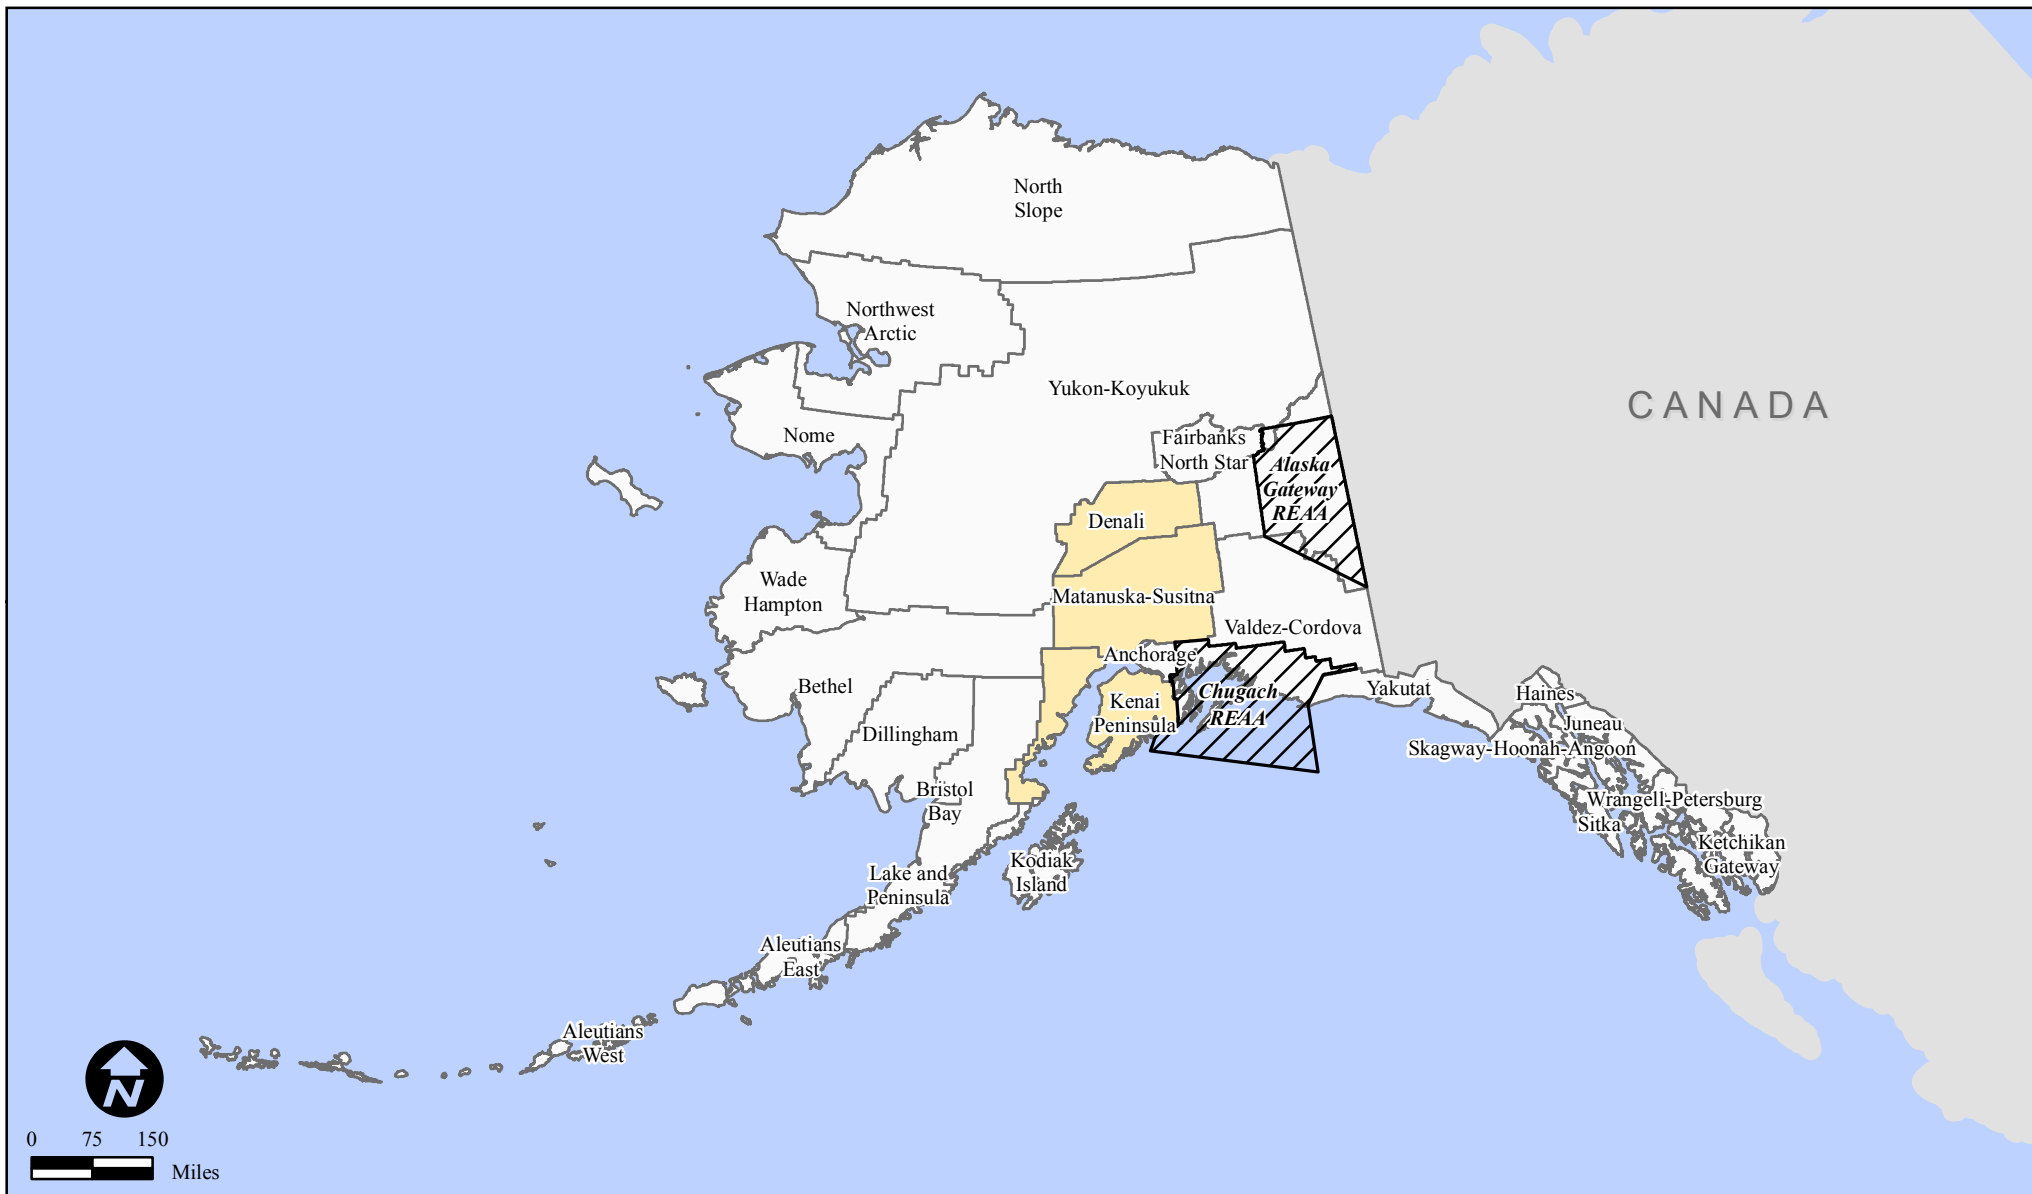 North
Slope
Northwest
Arctic
Yukon-Koyukuk
CANADA
Nome
Fairbanks
North Star
Alaska
Gateway
REAA
Denali
Wade
Hampton
Matanuska-Susitna
Valdez-Cordova
Anchorage
Bethel
Chugach
REAA
Kenai
Peninsula
Yakutat
Haines
Juneau
Skagway-Hoonah-Angoon
Dillingham
Bristol
Bay
Wrangell-Petersburg
Sitka
Ketchikan
Gateway
Kodiak
Island
Lake and
Peninsula
Aleutians
East
Aleutians
West
N
0 75 150
Miles